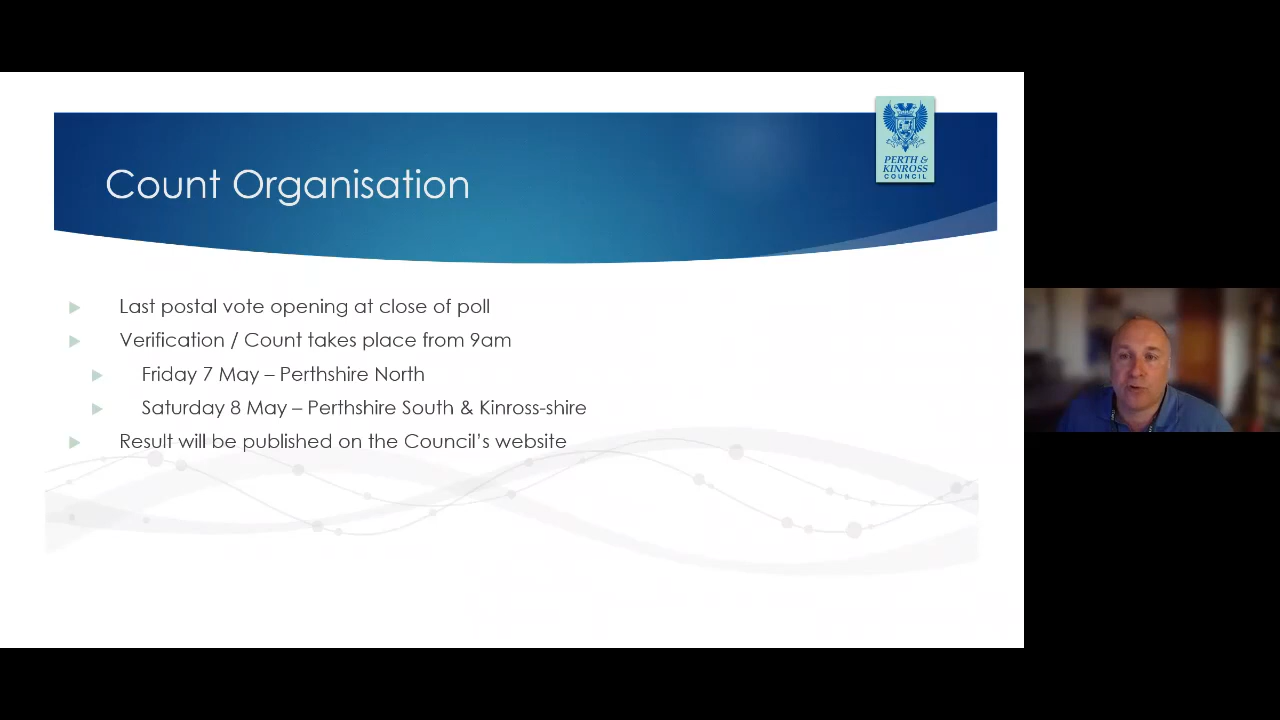 PERTH &
KINROSS
COUNCIL
Count Organisation
Last postal vote opening at close of poll
Verification / Count takes place from 9am
Friday 7 May – Perthshire North
Saturday 8 May – Perthshire South & Kinross-shire
Result will be published on the Council's website